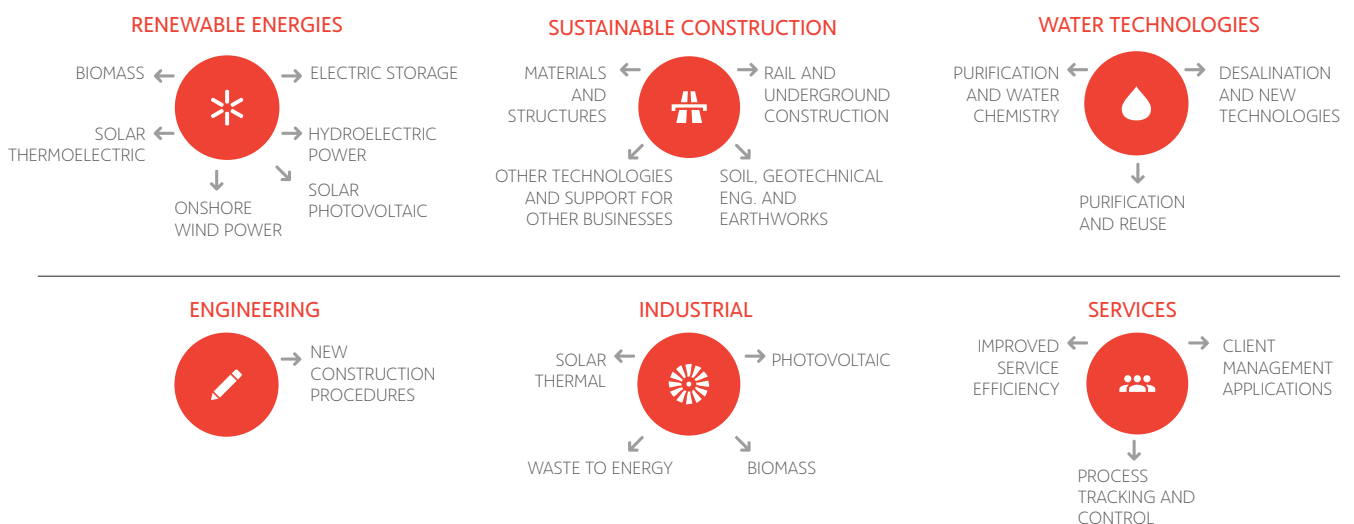 RENEWABLE ENERGIES
BIOMASS
ELECTRIC STORAGE
SOLAR
THERMOELECTRIC
HYDROELECTRIC
POWER
ONSHORE
WIND POWER
SOLAR
PHOTOVOLTAIC
SUSTAINABLE CONSTRUCTION
MATERIALS
AND
STRUCTURES
RAIL AND
UNDERGROUND
CONSTRUCTION
OTHER TECHNOLOGIES
AND SUPPORT FOR
OTHER BUSINESSES
SOIL, GEOTECHNICAL
ENG. AND
EARTHWORKS
WATER TECHNOLOGIES
PURIFICATION
AND WATER
CHEMISTRY
DESALINATION
AND NEW
TECHNOLOGIES
PURIFICATION
AND REUSE
ENGINEERING
NEW
CONSTRUCTION
PROCEDURES
INDUSTRIAL
SOLAR
THERMAL
PHOTOVOLTAIC
WASTE TO ENERGY
BIOMASS
SERVICES
IMPROVED
SERVICE
EFFICIENCY
CLIENT
MANAGEMENT
APPLICATIONS
PROCESS
TRACKING AND
CONTROL